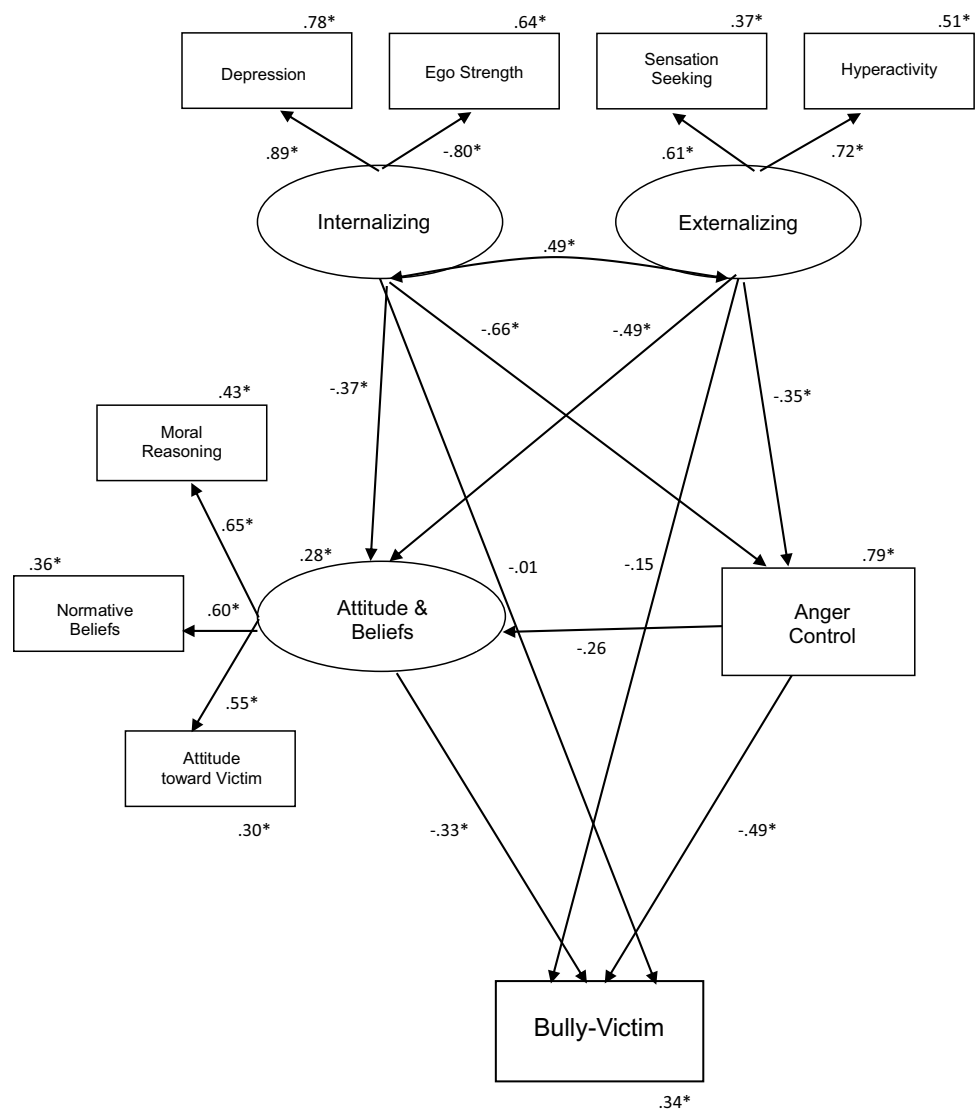 .78*
.64*
.37*
.51*
Depression
Ego Strength
Sensation
Seeking
Hyperactivity
.89*
-.80*
.61*
.72*
Internalizing
Externalizing
.49*
-.66*
-.49*
-.37*
-.35*
.43*
Moral
Reasoning
.65*
.36*
.28*
-.01
-.15
.79*
Normative
Beliefs
.60*
Attitude &
Beliefs
Anger
Control
-.26
.55*
Attitude
toward Victim
.30*
-.33*
-.49*
Bully-Victim
.34*